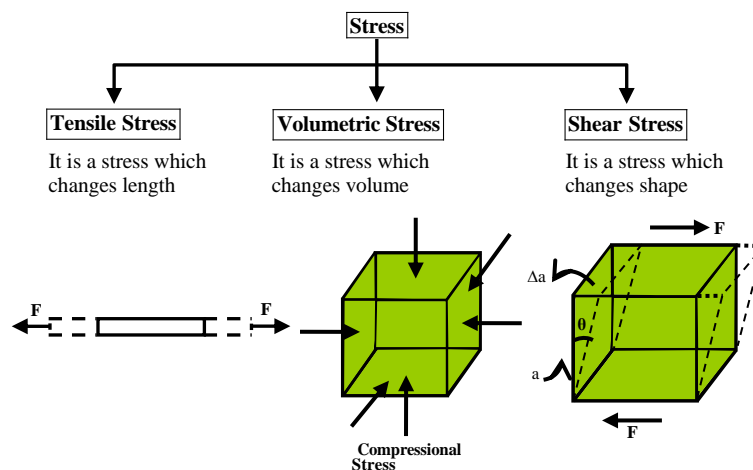 Stress
Tensile Stress
It is a stress which
changes length
Volumetric Stress
It is a stress which
changes volume
Shear Stress
It is a stress which
changes shape
F
F
Compressional
Stress
F
Δa
θ
a
F